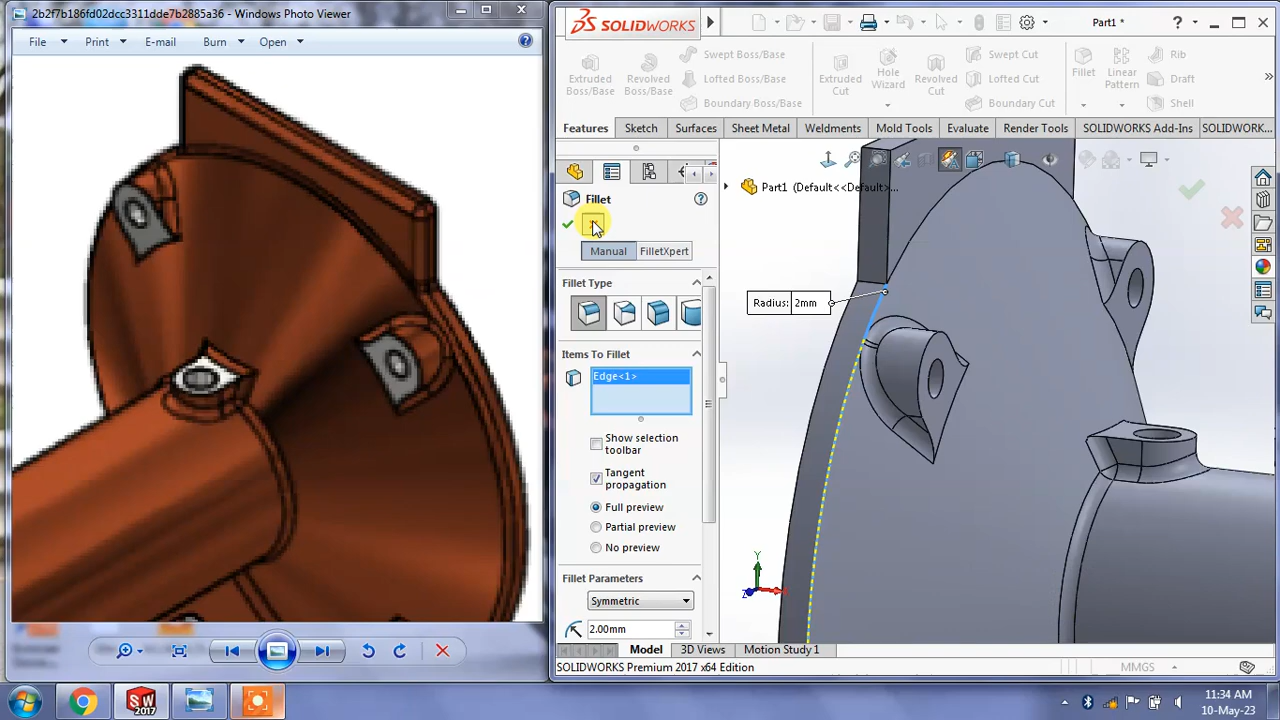 2b2f7b186fd02dcc3311dde7b2885a36 - Windows Photo Viewer
File Print E-mail Burn Open
SOLIDWORKS
Part1 *
Extruded Boss/Base
Revolved Boss/Base
Swept Boss/Base
Lofted Boss/Base
Boundary Boss/Base
Extruded Cut
Hole Wizard
Revolved Cut
Swept Cut
Lofted Cut
Boundary Cut
Fillet
Linear Pattern
Rib
Draft
Shell
Features Sketch Surfaces Sheet Metal Weldments Mold Tools Evaluate Render Tools SOLIDWORKS Add-Ins SOLIDWORK...
Part1 (Default<<Default>...
Fillet
Manual FilletXpert
Fillet Type
Radius: 2mm
Items To Fillet
Edge<1>
Show selection toolbar
Tangent propagation
Full preview
Partial preview
No preview
Fillet Parameters
Symmetric
2.00mm
Y
Z
Model 3D Views Motion Study 1
SOLIDWORKS Premium 2017 x64 Edition
MMGS
SW
2017
11:34 AM
10-May-23